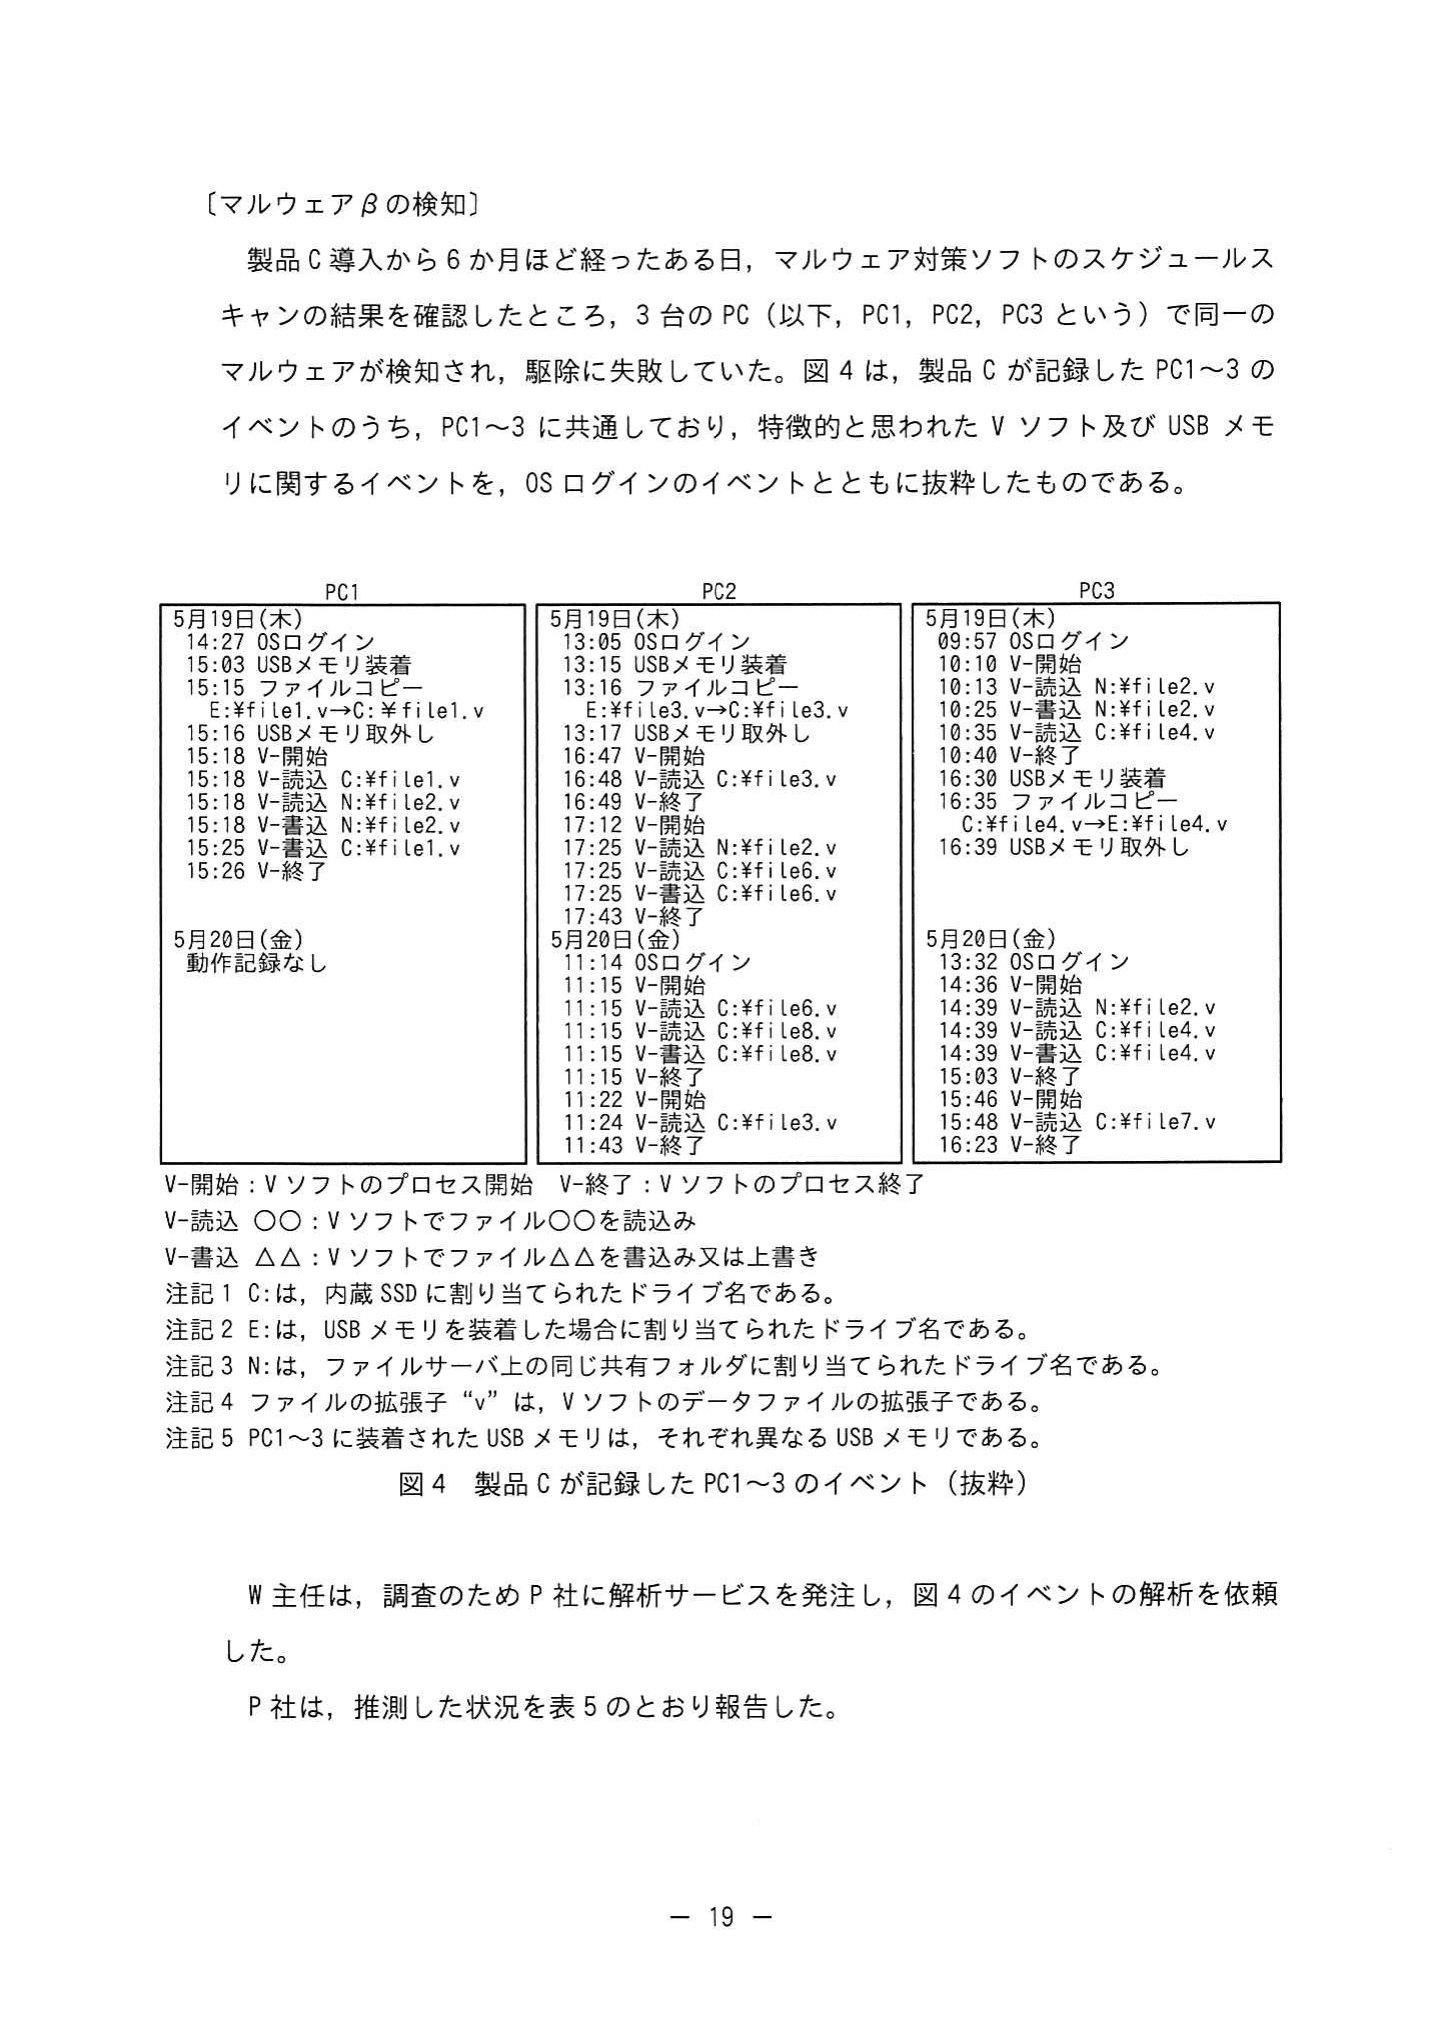 〔マルウェアβの検知〕
製品C導入から6か月ほど経ったある日，マルウェア対策ソフトのスケジュールス
キャンの結果を確認したところ，3台のPC（以下，PC1，PC2，PC3という）で同一の
マルウェアが検知され，駆除に失敗していた。図4は，製品Cが記録したPC1～3の
イベントのうち，PC1～3に共通しており，特徴的と思われたVソフト及びUSBメモ
リに関するイベントを，OSログインのイベントとともに抜粋したものである。
PC1
5月19日(木)
14:27 OSログイン
15:03 USBメモリ装着
15:15 ファイルコピー
E:¥file1.v→C:¥file1.v
15:16 USBメモリ取外し
15:18 V-開始
15:18 V-読込 C:¥file1.v
15:18 V-読込 N:¥file2.v
15:18 V-書込 N:¥file2.v
15:25 V-書込 C:¥file1.v
15:26 V-終了
5月20日(金)
動作記録なし
PC2
5月19日(木)
13:05 OSログイン
13:15 USBメモリ装着
13:16 ファイルコピー
E:¥file3.v→C:¥file3.v
13:17 USBメモリ取外し
16:47 V-開始
16:48 V-読込 C:¥file3.v
16:49 V-終了
17:12 V-開始
17:25 V-読込 N:¥file2.v
17:25 V-読込 C:¥file6.v
17:25 V-書込 C:¥file6.v
17:43 V-終了
5月20日(金)
11:14 OSログイン
11:15 V-開始
11:15 V-読込 C:¥file6.v
11:15 V-読込 C:¥file8.v
11:15 V-書込 C:¥file8.v
11:15 V-終了
11:22 V-開始
11:24 V-読込 C:¥file3.v
11:43 V-終了
PC3
5月19日(木)
09:57 OSログイン
10:10 V-開始
10:13 V-読込 N:¥file2.v
10:25 V-書込 N:¥file2.v
10:35 V-読込 C:¥file4.v
10:40 V-終了
16:30 USBメモリ装着
16:35 ファイルコピー
C:¥file4.v→E:¥file4.v
16:39 USBメモリ取外し
5月20日(金)
13:32 OSログイン
14:36 V-開始
14:39 V-読込 N:¥file2.v
14:39 V-読込 C:¥file4.v
14:39 V-書込 C:¥file4.v
15:03 V-終了
15:46 V-開始
15:48 V-読込 C:¥file7.v
16:23 V-終了
V-開始：Vソフトのプロセス開始　V-終了：Vソフトのプロセス終了
V-読込 〇〇：Vソフトでファイル〇〇を読込み
V-書込 △△：Vソフトでファイル△△を書込み又は上書き
注記1 C:は，内蔵SSDに割り当てられたドライブ名である。
注記2 E:は，USBメモリを装着した場合に割り当てられたドライブ名である。
注記3 N:は，ファイルサーバ上の同じ共有フォルダに割り当てられたドライブ名である。
注記4 ファイルの拡張子“v”は，Vソフトのデータファイルの拡張子である。
注記5 PC1～3に装着されたUSBメモリは，それぞれ異なるUSBメモリである。
図4　製品Cが記録したPC1～3のイベント（抜粋）
W主任は，調査のためP社に解析サービスを発注し，図4のイベントの解析を依頼
した。
P社は，推測した状況を表5のとおり報告した。
－ 19 －